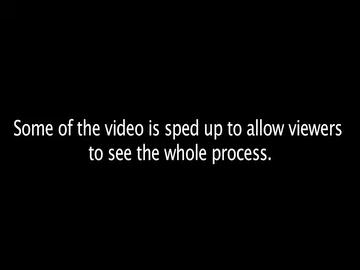 Some of the video is sped up to allow viewers
to see the whole process.